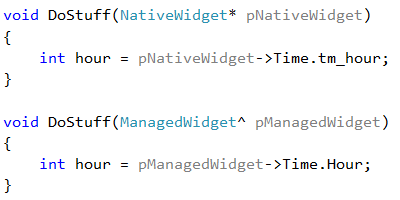 void DoStuff(NativeWidget* pNativeWidget)
{
    int hour = pNativeWidget->Time.tm_hour;
}
void DoStuff(ManagedWidget^ pManagedWidget)
{
    int hour = pManagedWidget->Time.Hour;
}